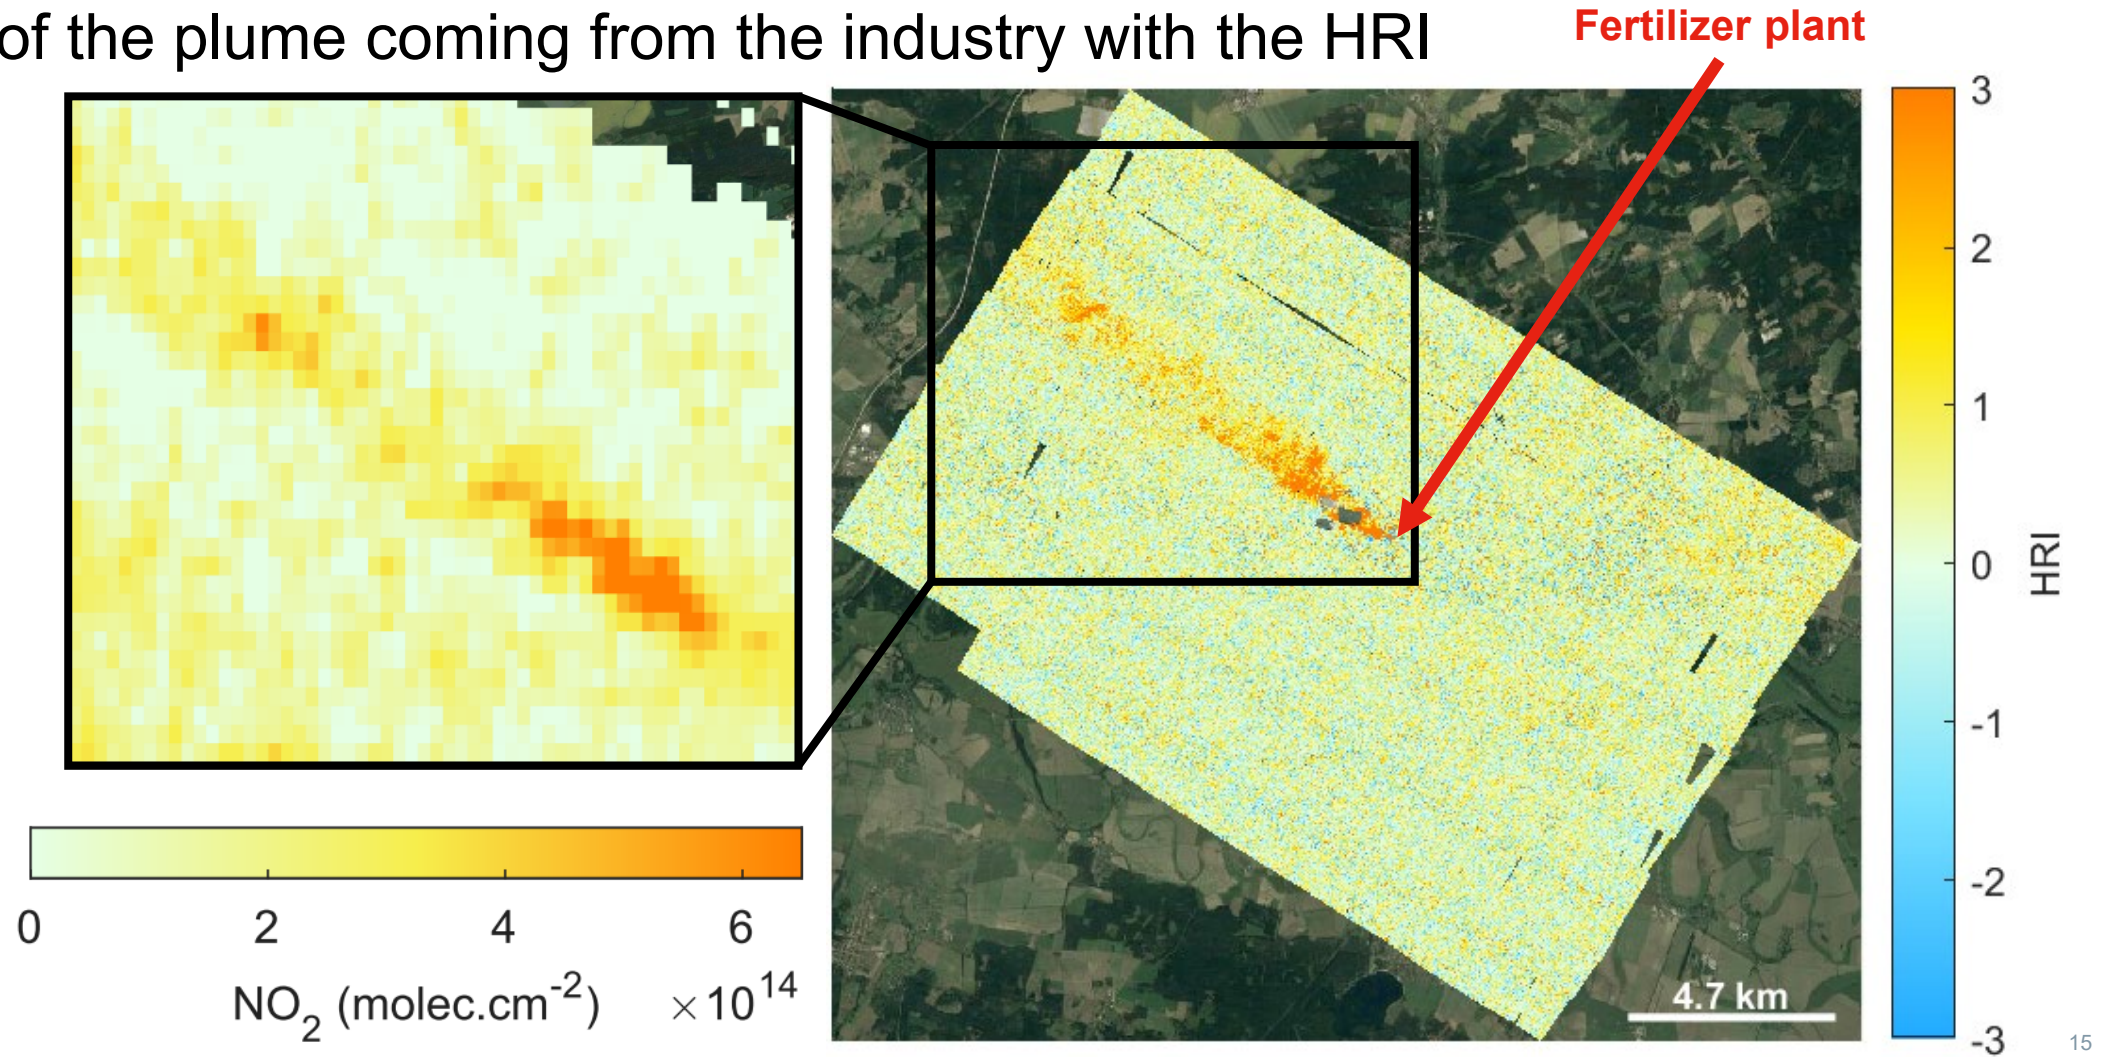 of the plume coming from the industry with the HRI
Fertilizer plant
0 2 4 6
NO2 (molec.cm-2) ×10^14
4.7 km
3
2
1
0
-1
-2
-3
HRI
15